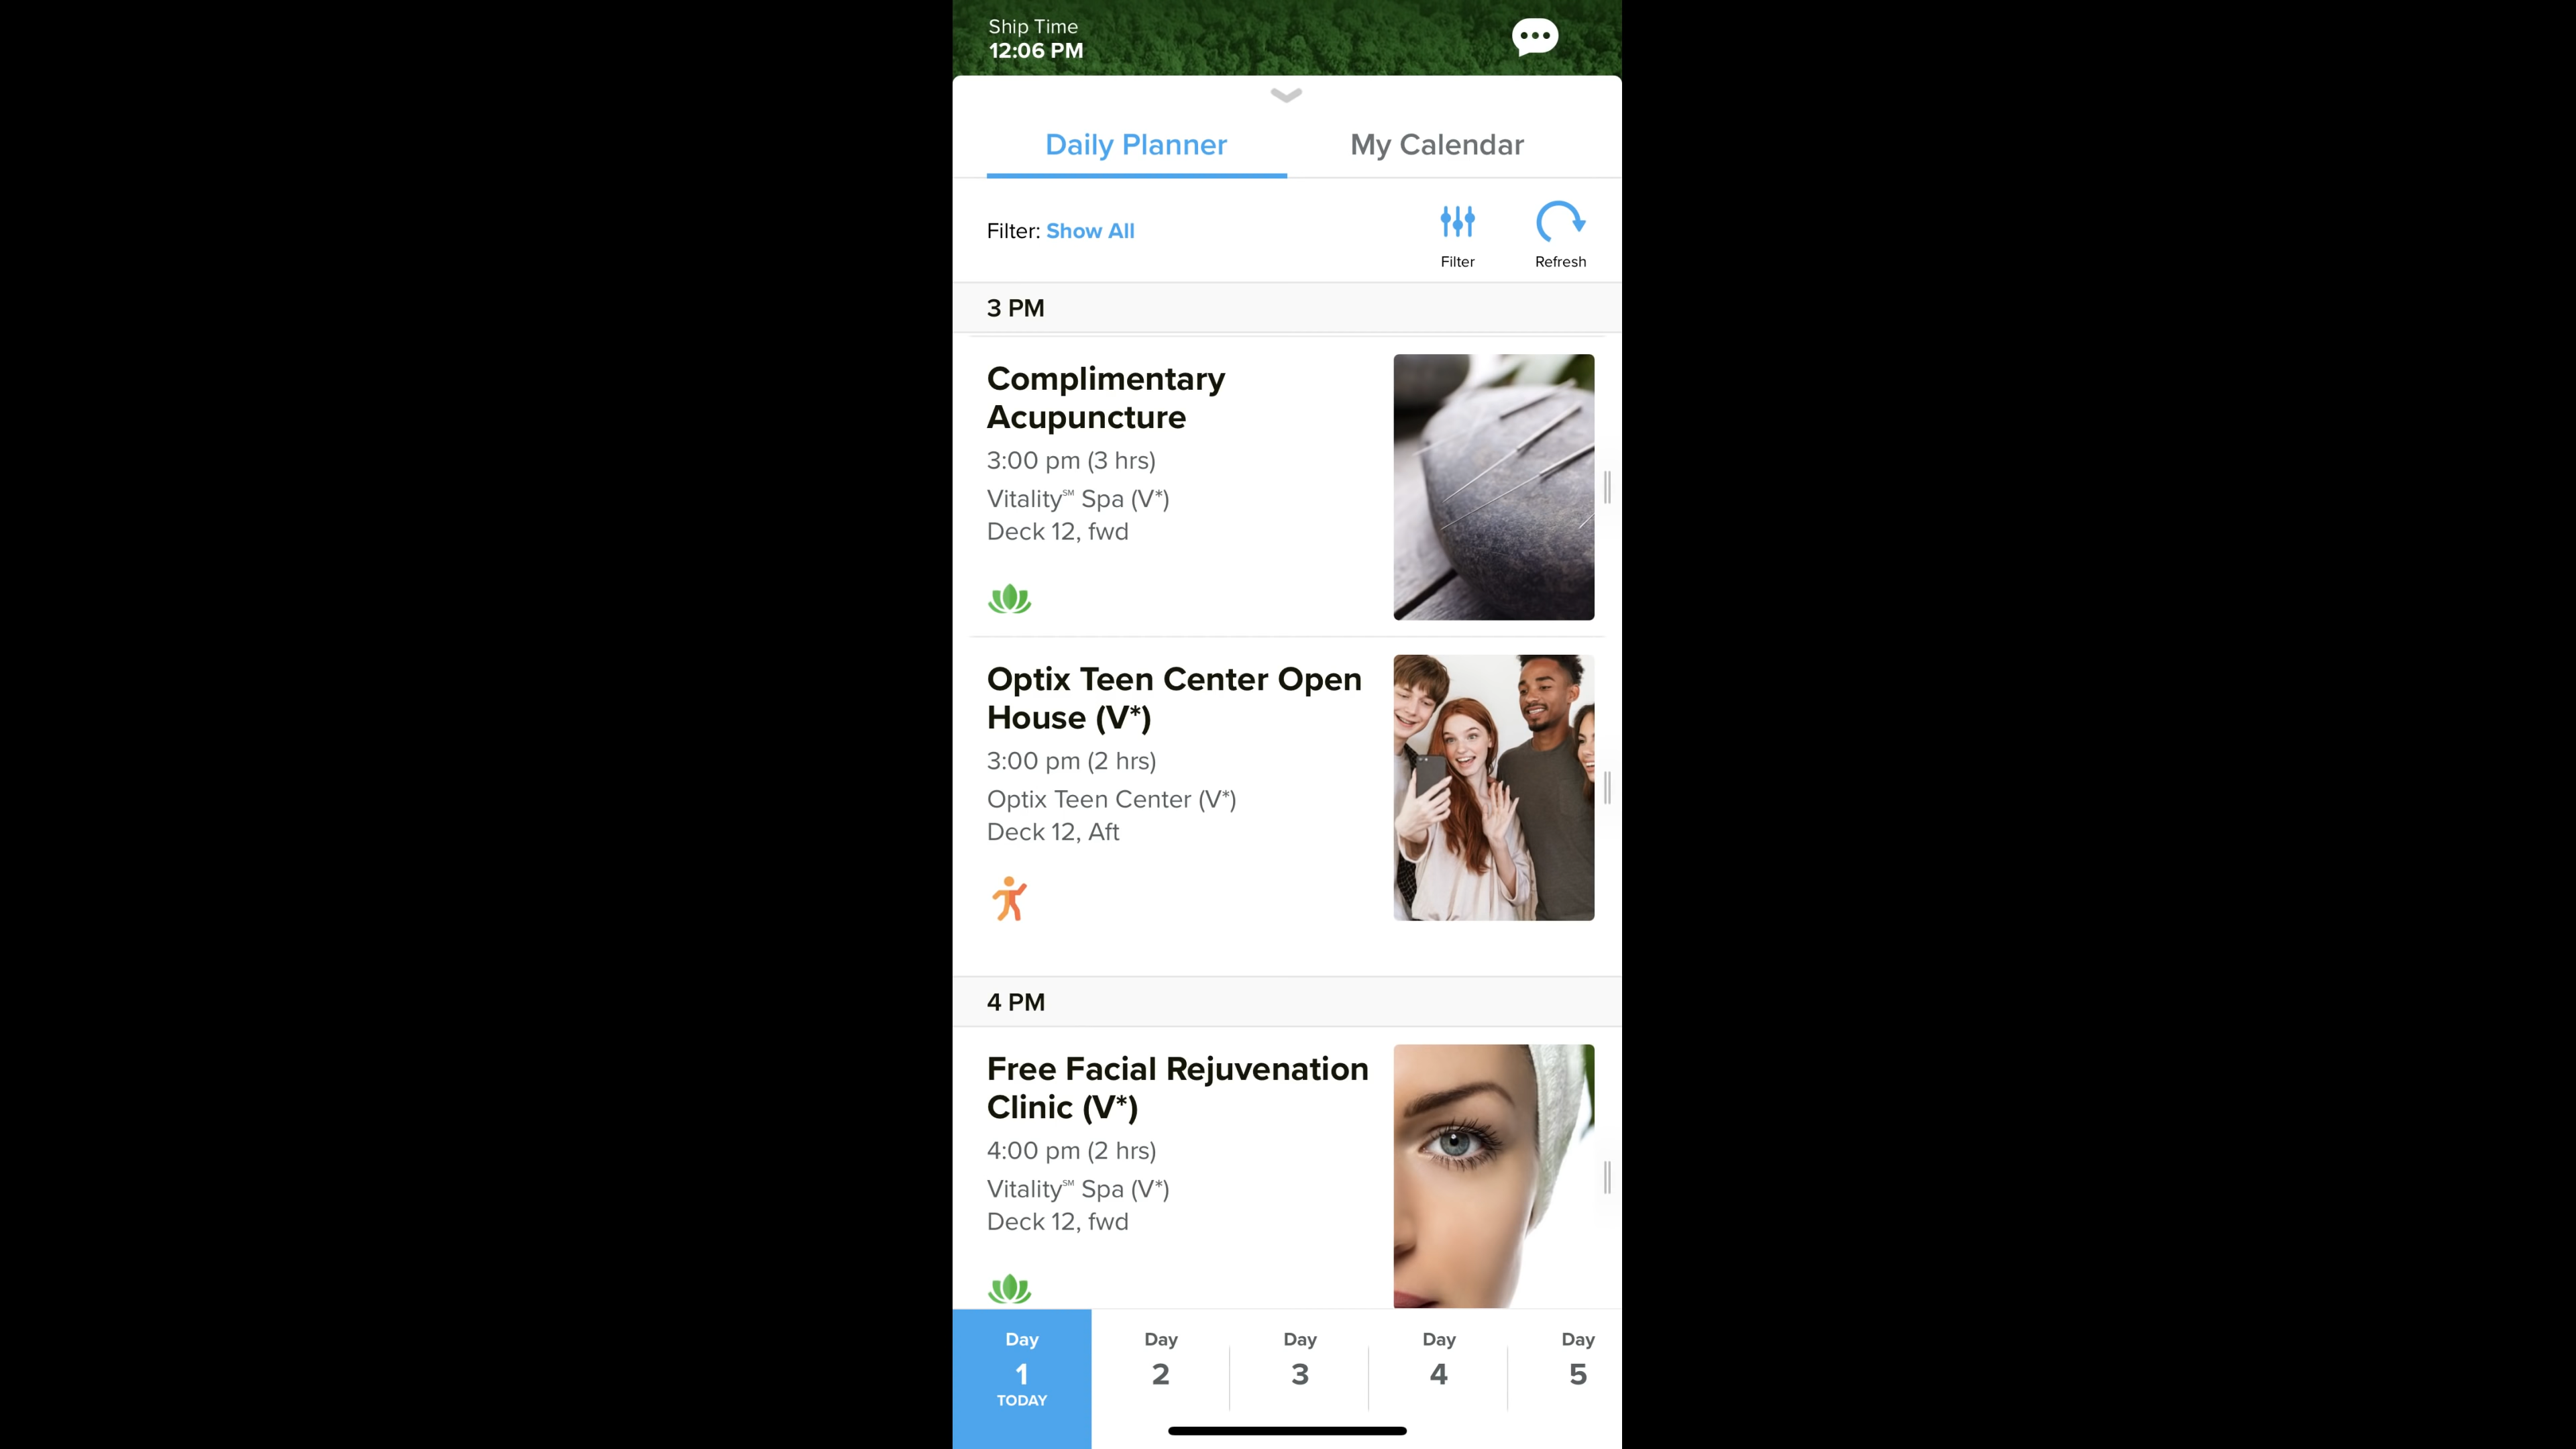 Ship Time
12:06 PM
Daily Planner
My Calendar
Filter: Show All
Filter
Refresh
3 PM
Complimentary
Acupuncture
3:00 pm (3 hrs)
Vitality℠ Spa (V*)
Deck 12, fwd
Optix Teen Center Open
House (V*)
3:00 pm (2 hrs)
Optix Teen Center (V*)
Deck 12, Aft
4 PM
Free Facial Rejuvenation
Clinic (V*)
4:00 pm (2 hrs)
Vitality℠ Spa (V*)
Deck 12, fwd
Day
1
TODAY
Day
2
Day
3
Day
4
Day
5